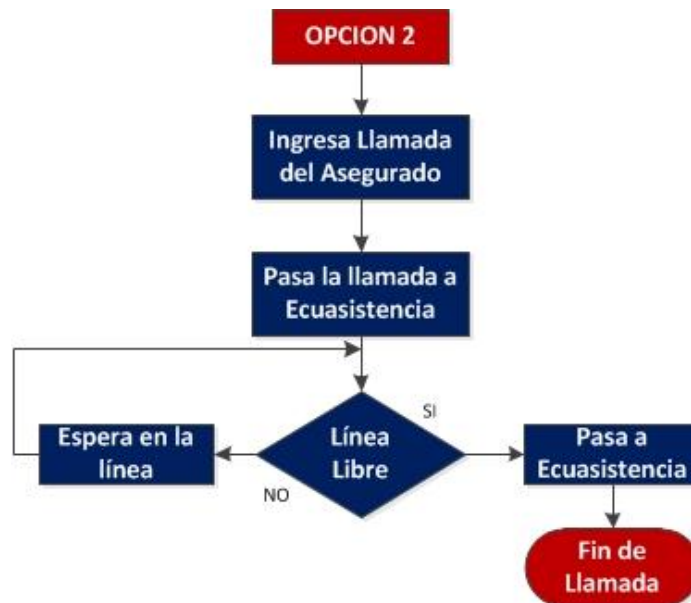 OPCION 2
Ingresa Llamada
del Asegurado
Pasa la llamada a
Ecuasistencia
SI
Línea
Libre
NO
Espera en la
línea
Pasa a
Ecuasistencia
Fin de
Llamada